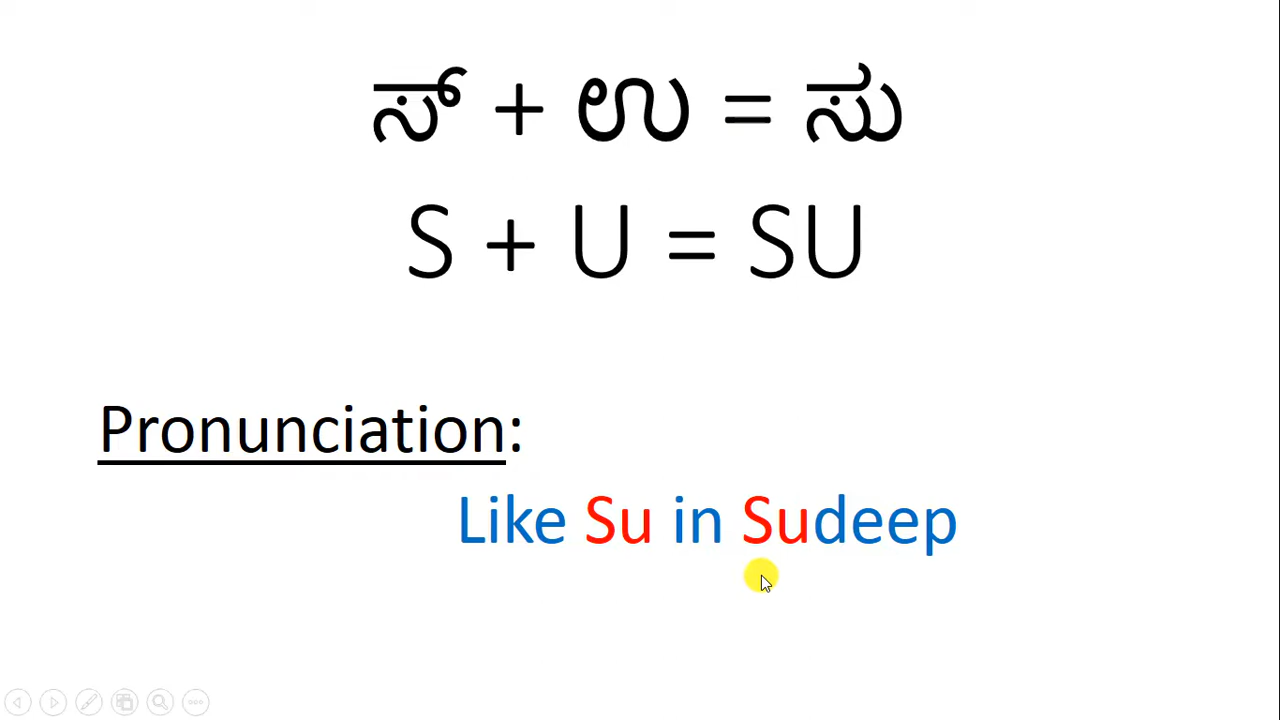 ಸ್ + ಉ = ಸು
S + U = SU
Pronunciation:
Like Su in Sudeep